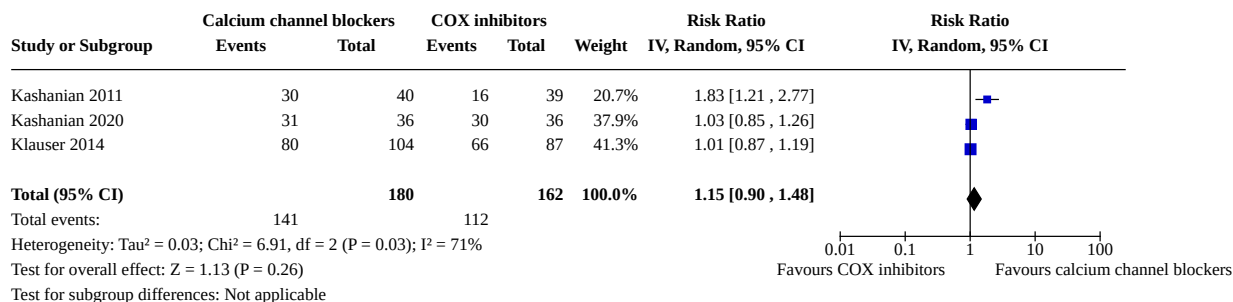 Calcium channel blockers COX inhibitors Risk Ratio Risk Ratio
Study or Subgroup Events Total Events Total Weight IV, Random, 95% CI IV, Random, 95% CI
Kashanian 2011 30 40 16 39 20.7% 1.83 [1.21 , 2.77]
Kashanian 2020 31 36 30 36 37.9% 1.03 [0.85 , 1.26]
Klauser 2014 80 104 66 87 41.3% 1.01 [0.87 , 1.19]
Total (95% CI) 180 162 100.0% 1.15 [0.90 , 1.48]
Total events: 141 112
Heterogeneity: Tau² = 0.03; Chi² = 6.91, df = 2 (P = 0.03); I² = 71%
0.01 0.1 1 10 100
Test for overall effect: Z = 1.13 (P = 0.26) Favours COX inhibitors Favours calcium channel blockers
Test for subgroup differences: Not applicable